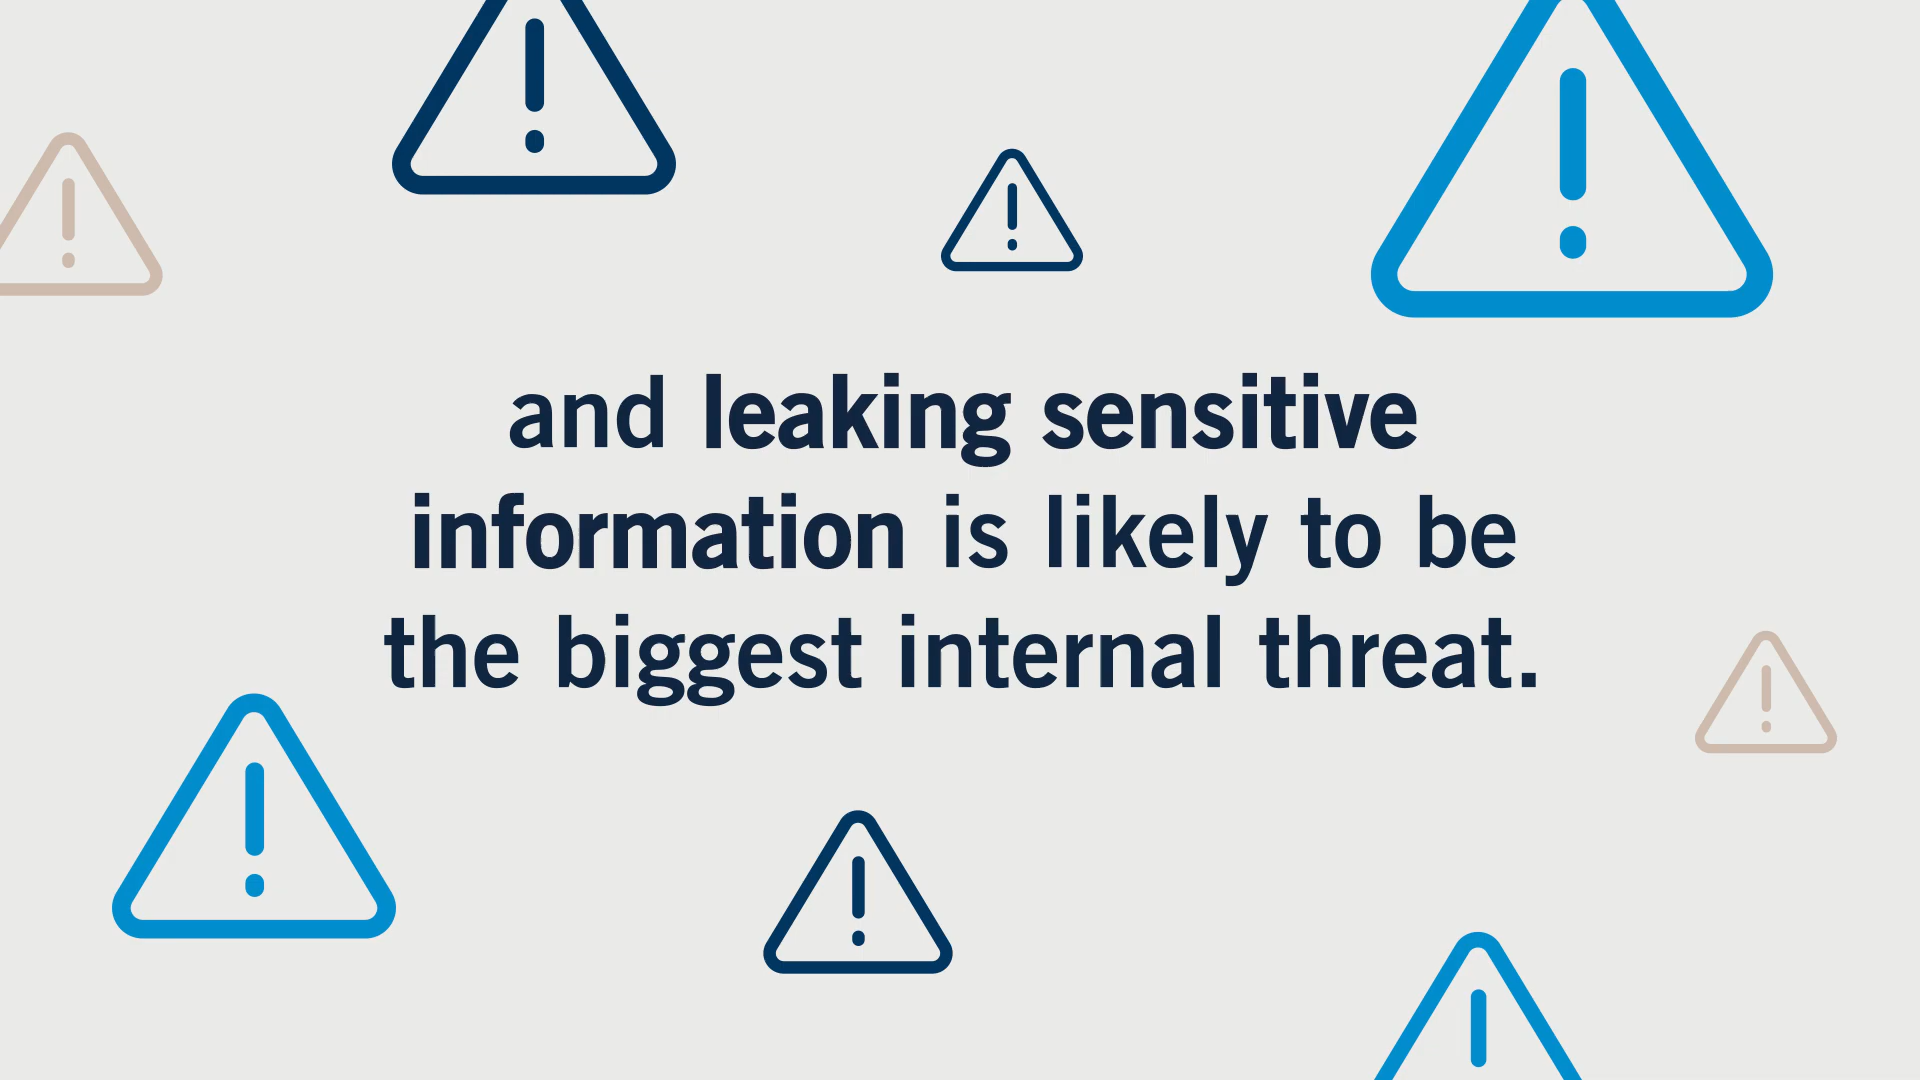 and leaking sensitive
information is likely to be
the biggest internal threat.